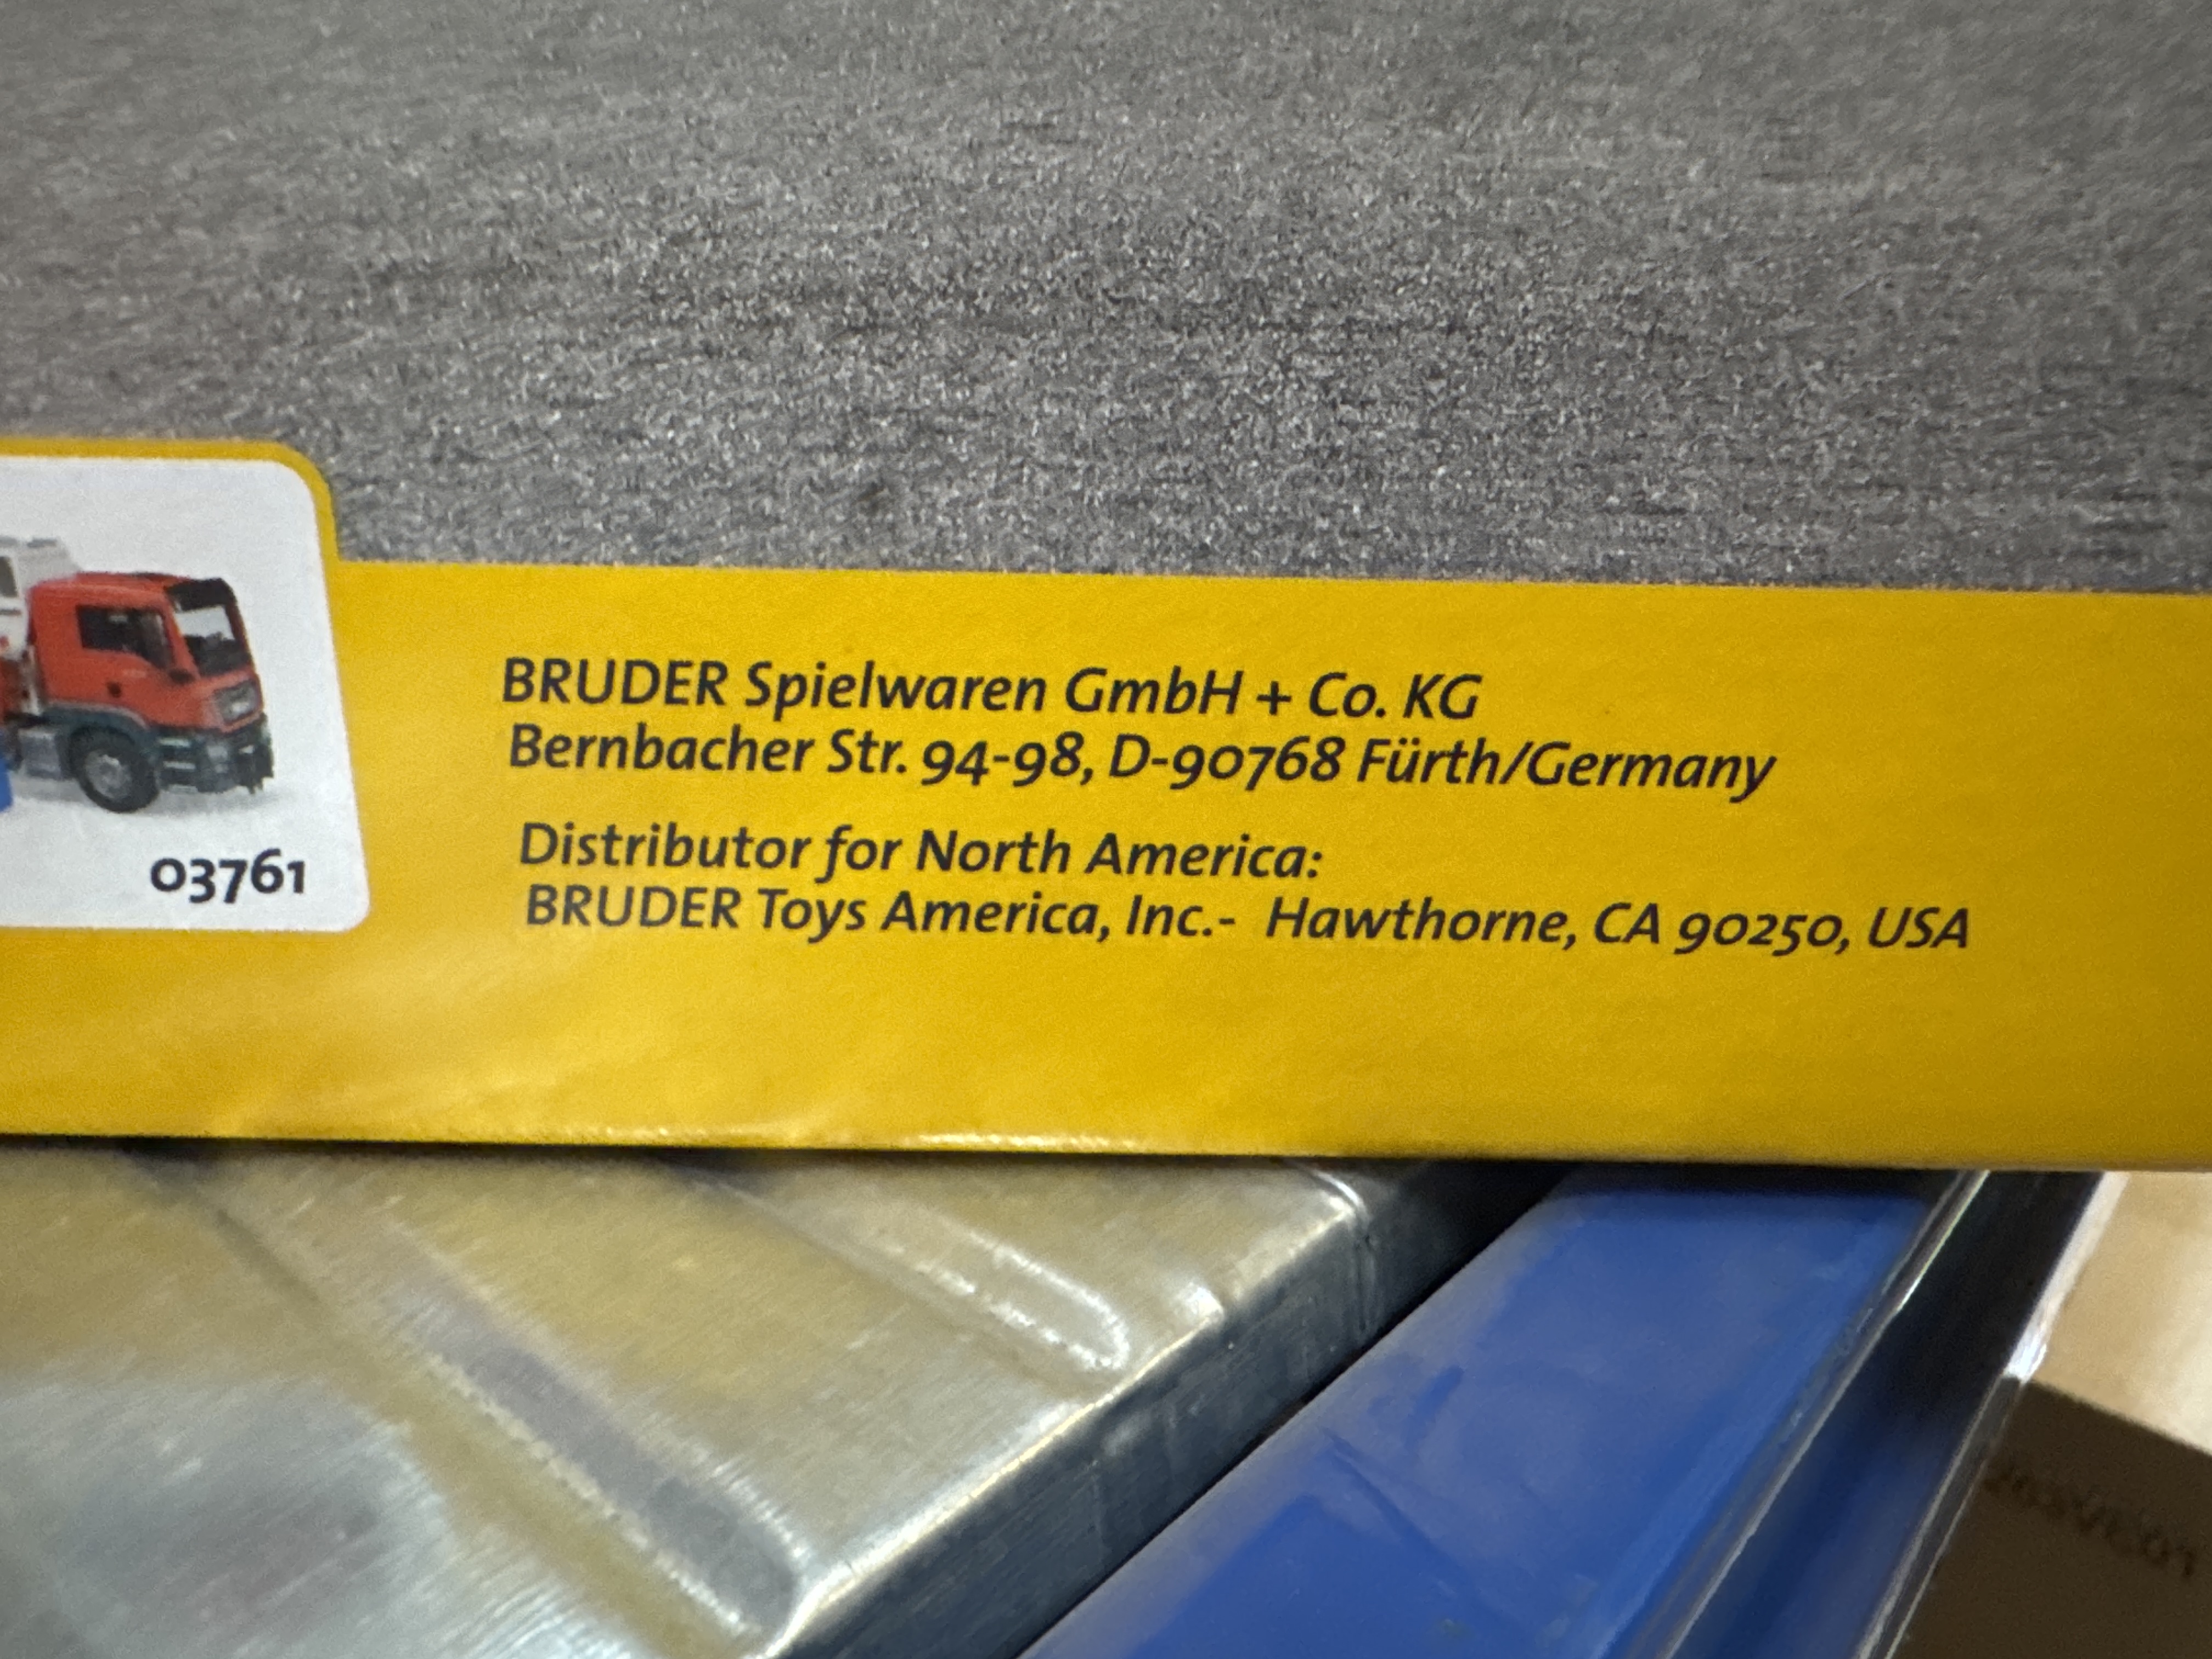 BRUDER Spielwaren GmbH + Co. KG
Bernbacher Str. 94-98, D-90768 Fürth/Germany
Distributor for North America:
BRUDER Toys America, Inc.- Hawthorne, CA 90250, USA
03761